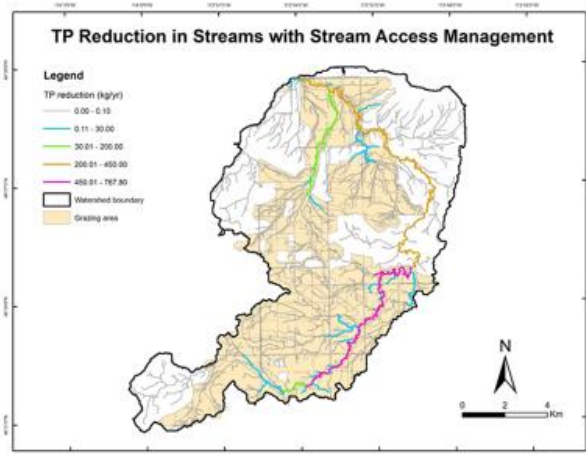 TP Reduction in Streams with Stream Access Management
Legend
TP reduction (kg/yr)
0.00 - 0.10
0.11 - 30.00
30.01 - 200.00
200.01 - 450.00
450.01 - 767.80
Watershed boundary
Grazing area
N
0 2 4
Km